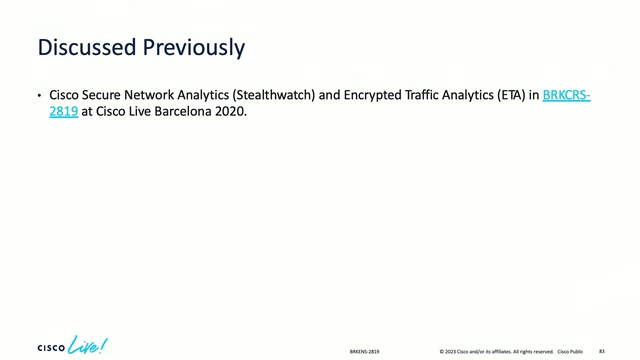 Discussed Previously
• Cisco Secure Network Analytics (Stealthwatch) and Encrypted Traffic Analytics (ETA) in BRKCRS-
2819 at Cisco Live Barcelona 2020.
CISCO Live!
BRKENS-2819
© 2023 Cisco and/or its affiliates. All rights reserved. Cisco Public
83